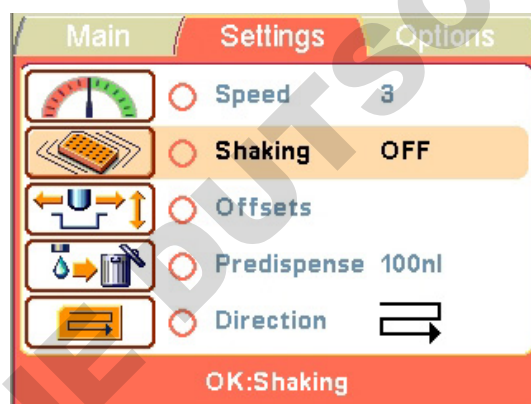 Main Settings Options
Speed 3
Shaking OFF
Offsets
Predispense 100nl
Direction
OK:Shaking